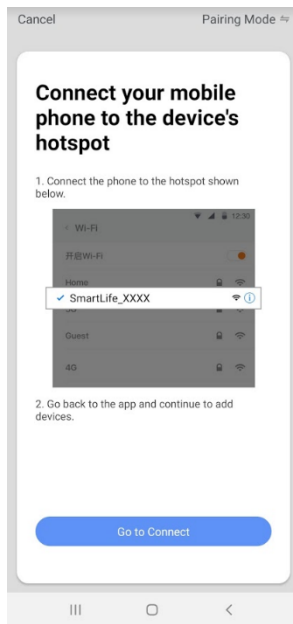 Cancel
Pairing Mode
Connect your mobile
phone to the device's
hotspot
1. Connect the phone to the hotspot shown
below.
12:30
Wi-Fi
开启Wi-Fi
Home
SmartLife_XXXX
5G
Guest
4G
2. Go back to the app and continue to add
devices.
Go to Connect